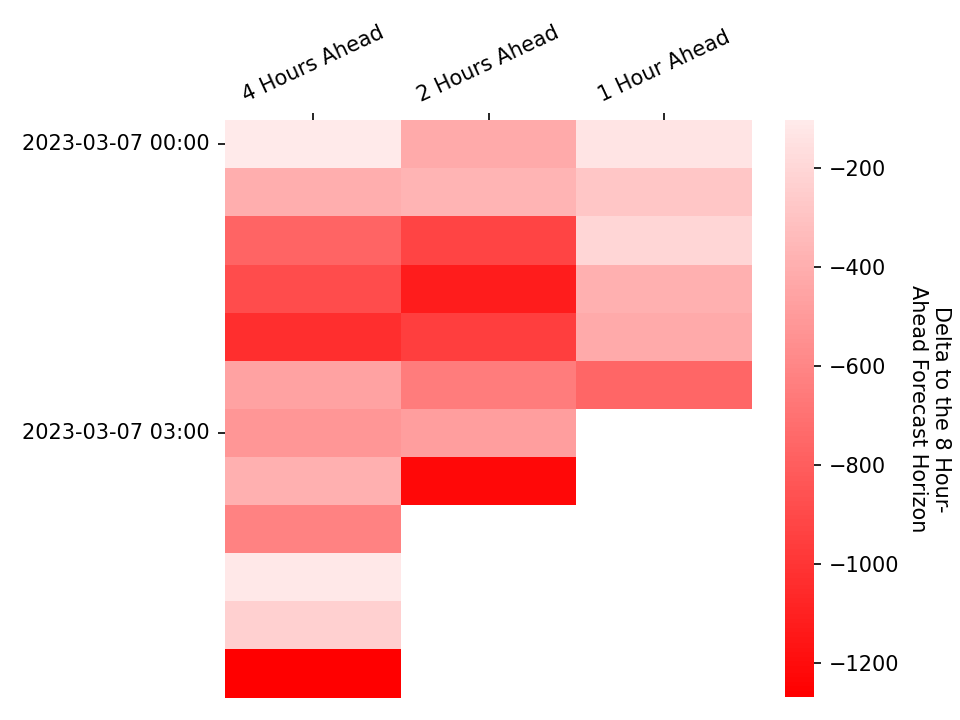 4 Hours Ahead
2 Hours Ahead
1 Hour Ahead
2023-03-07 00:00
2023-03-07 03:00
−200
−400
−600
−800
−1000
−1200
Delta to the 8 Hour-
Ahead Forecast Horizon